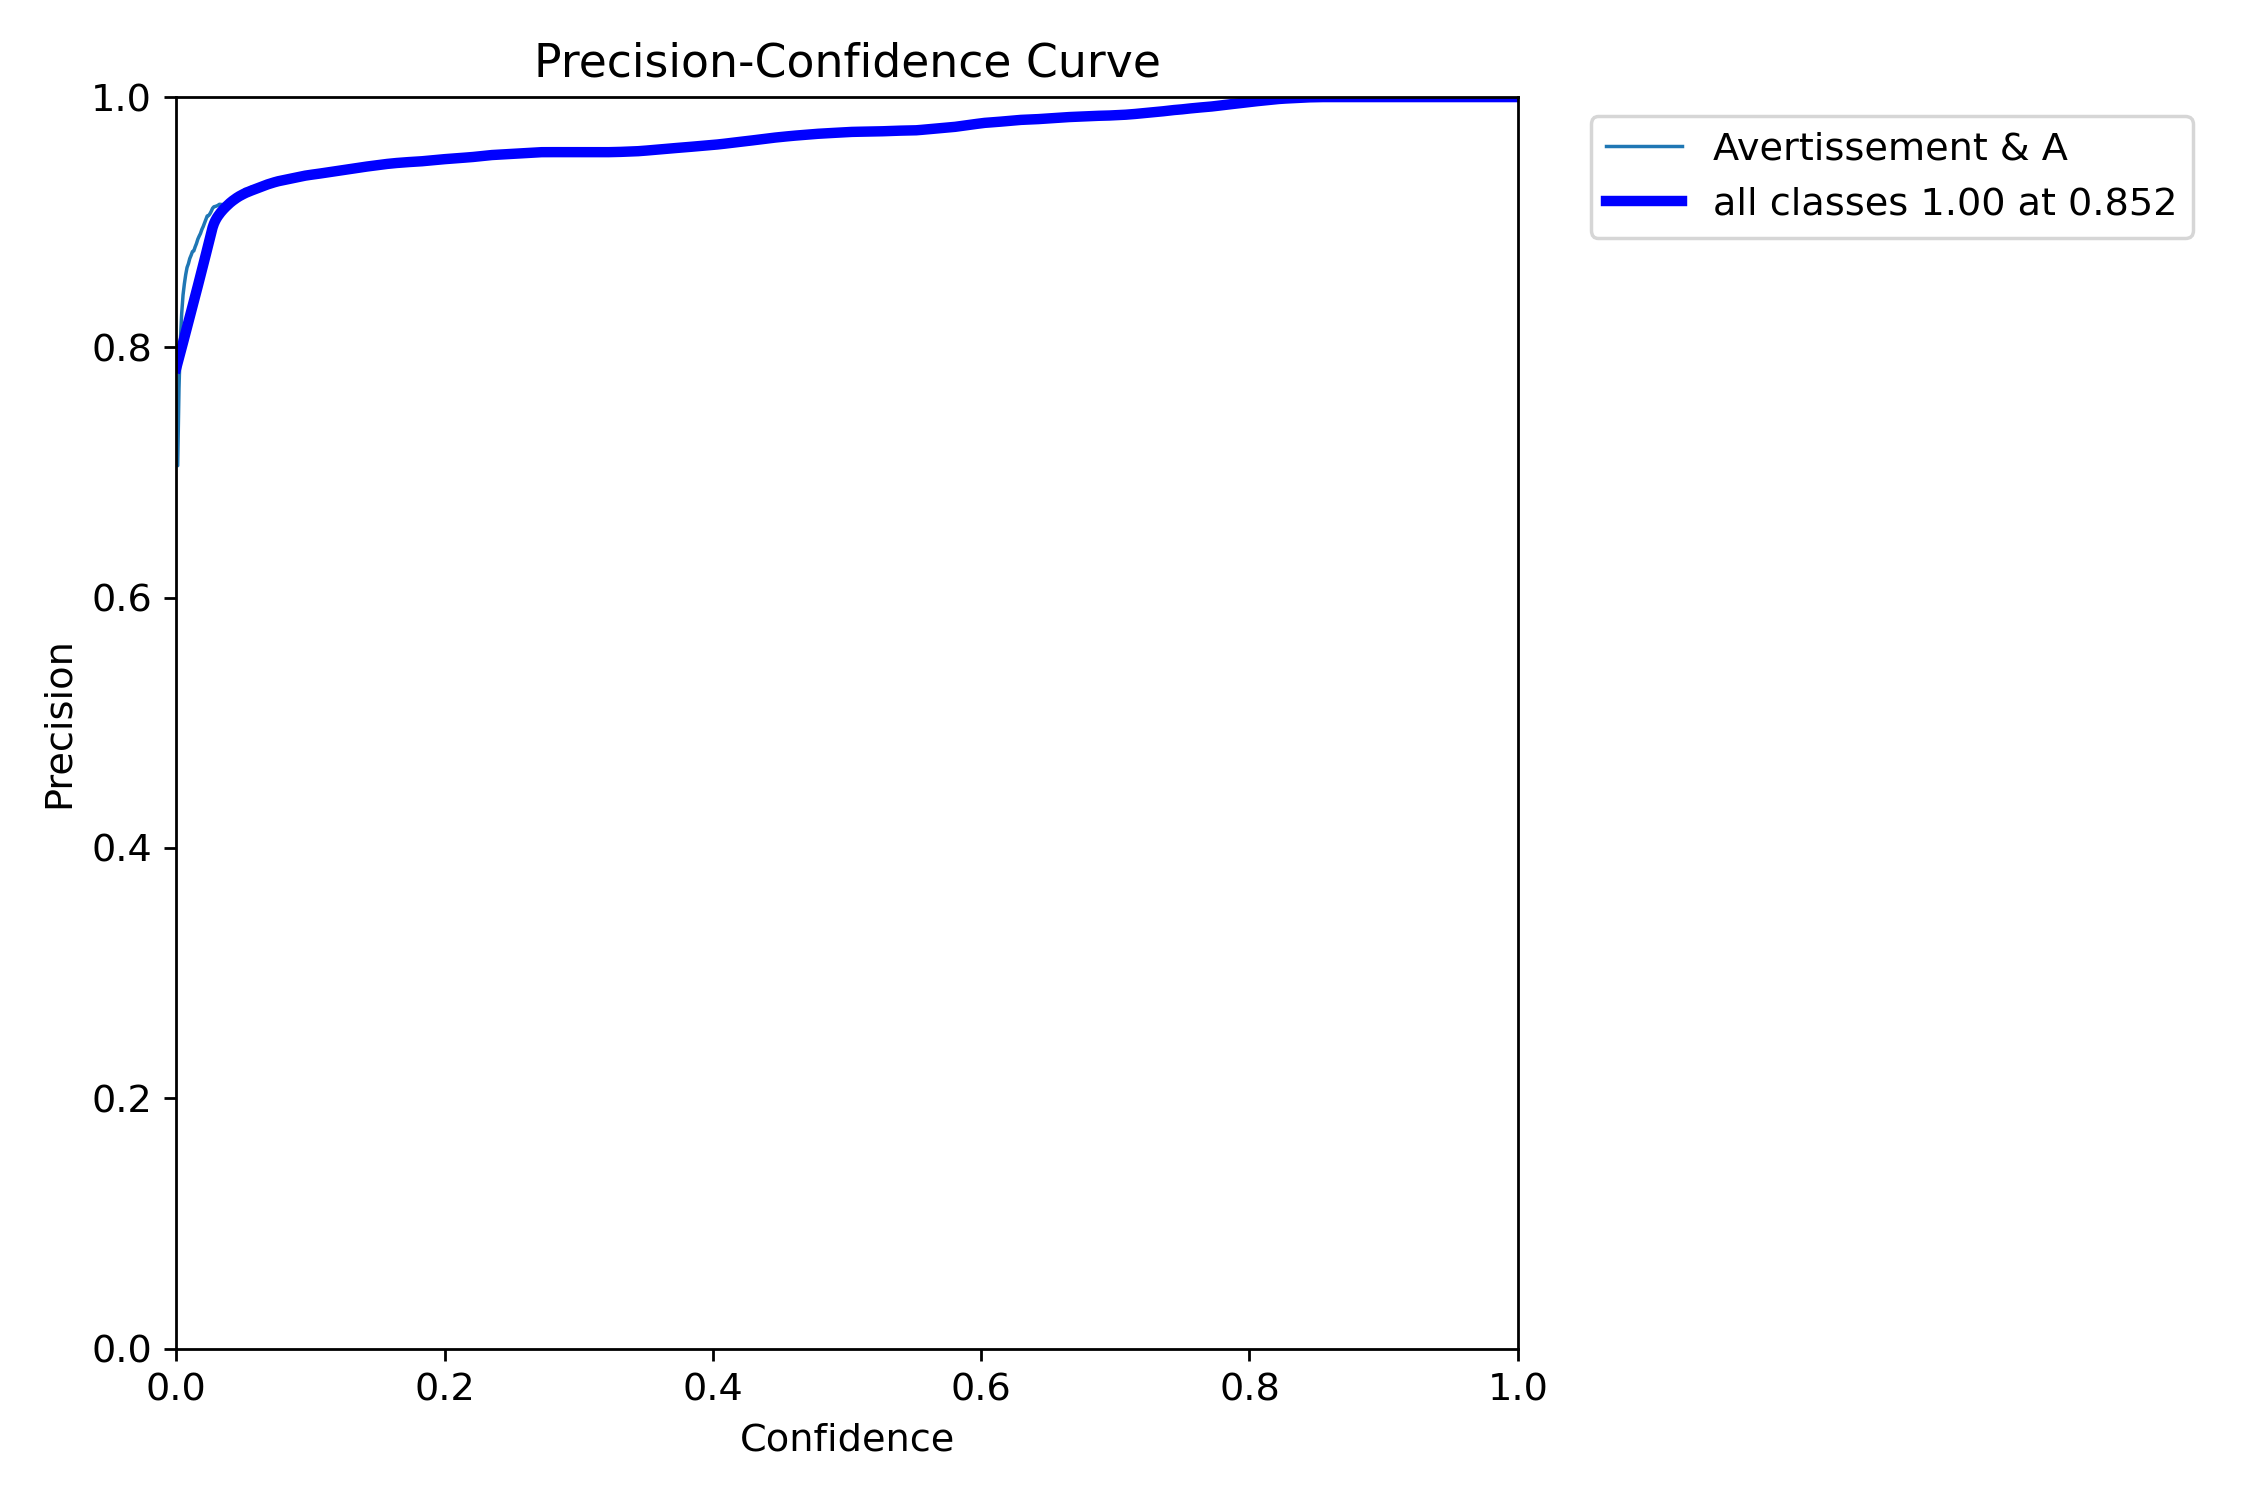 Precision-Confidence Curve
1.0
0.8
0.6
0.4
0.2
0.0
Precision
0.0 0.2 0.4 0.6 0.8 1.0
Confidence
Avertissement & A
all classes 1.00 at 0.852